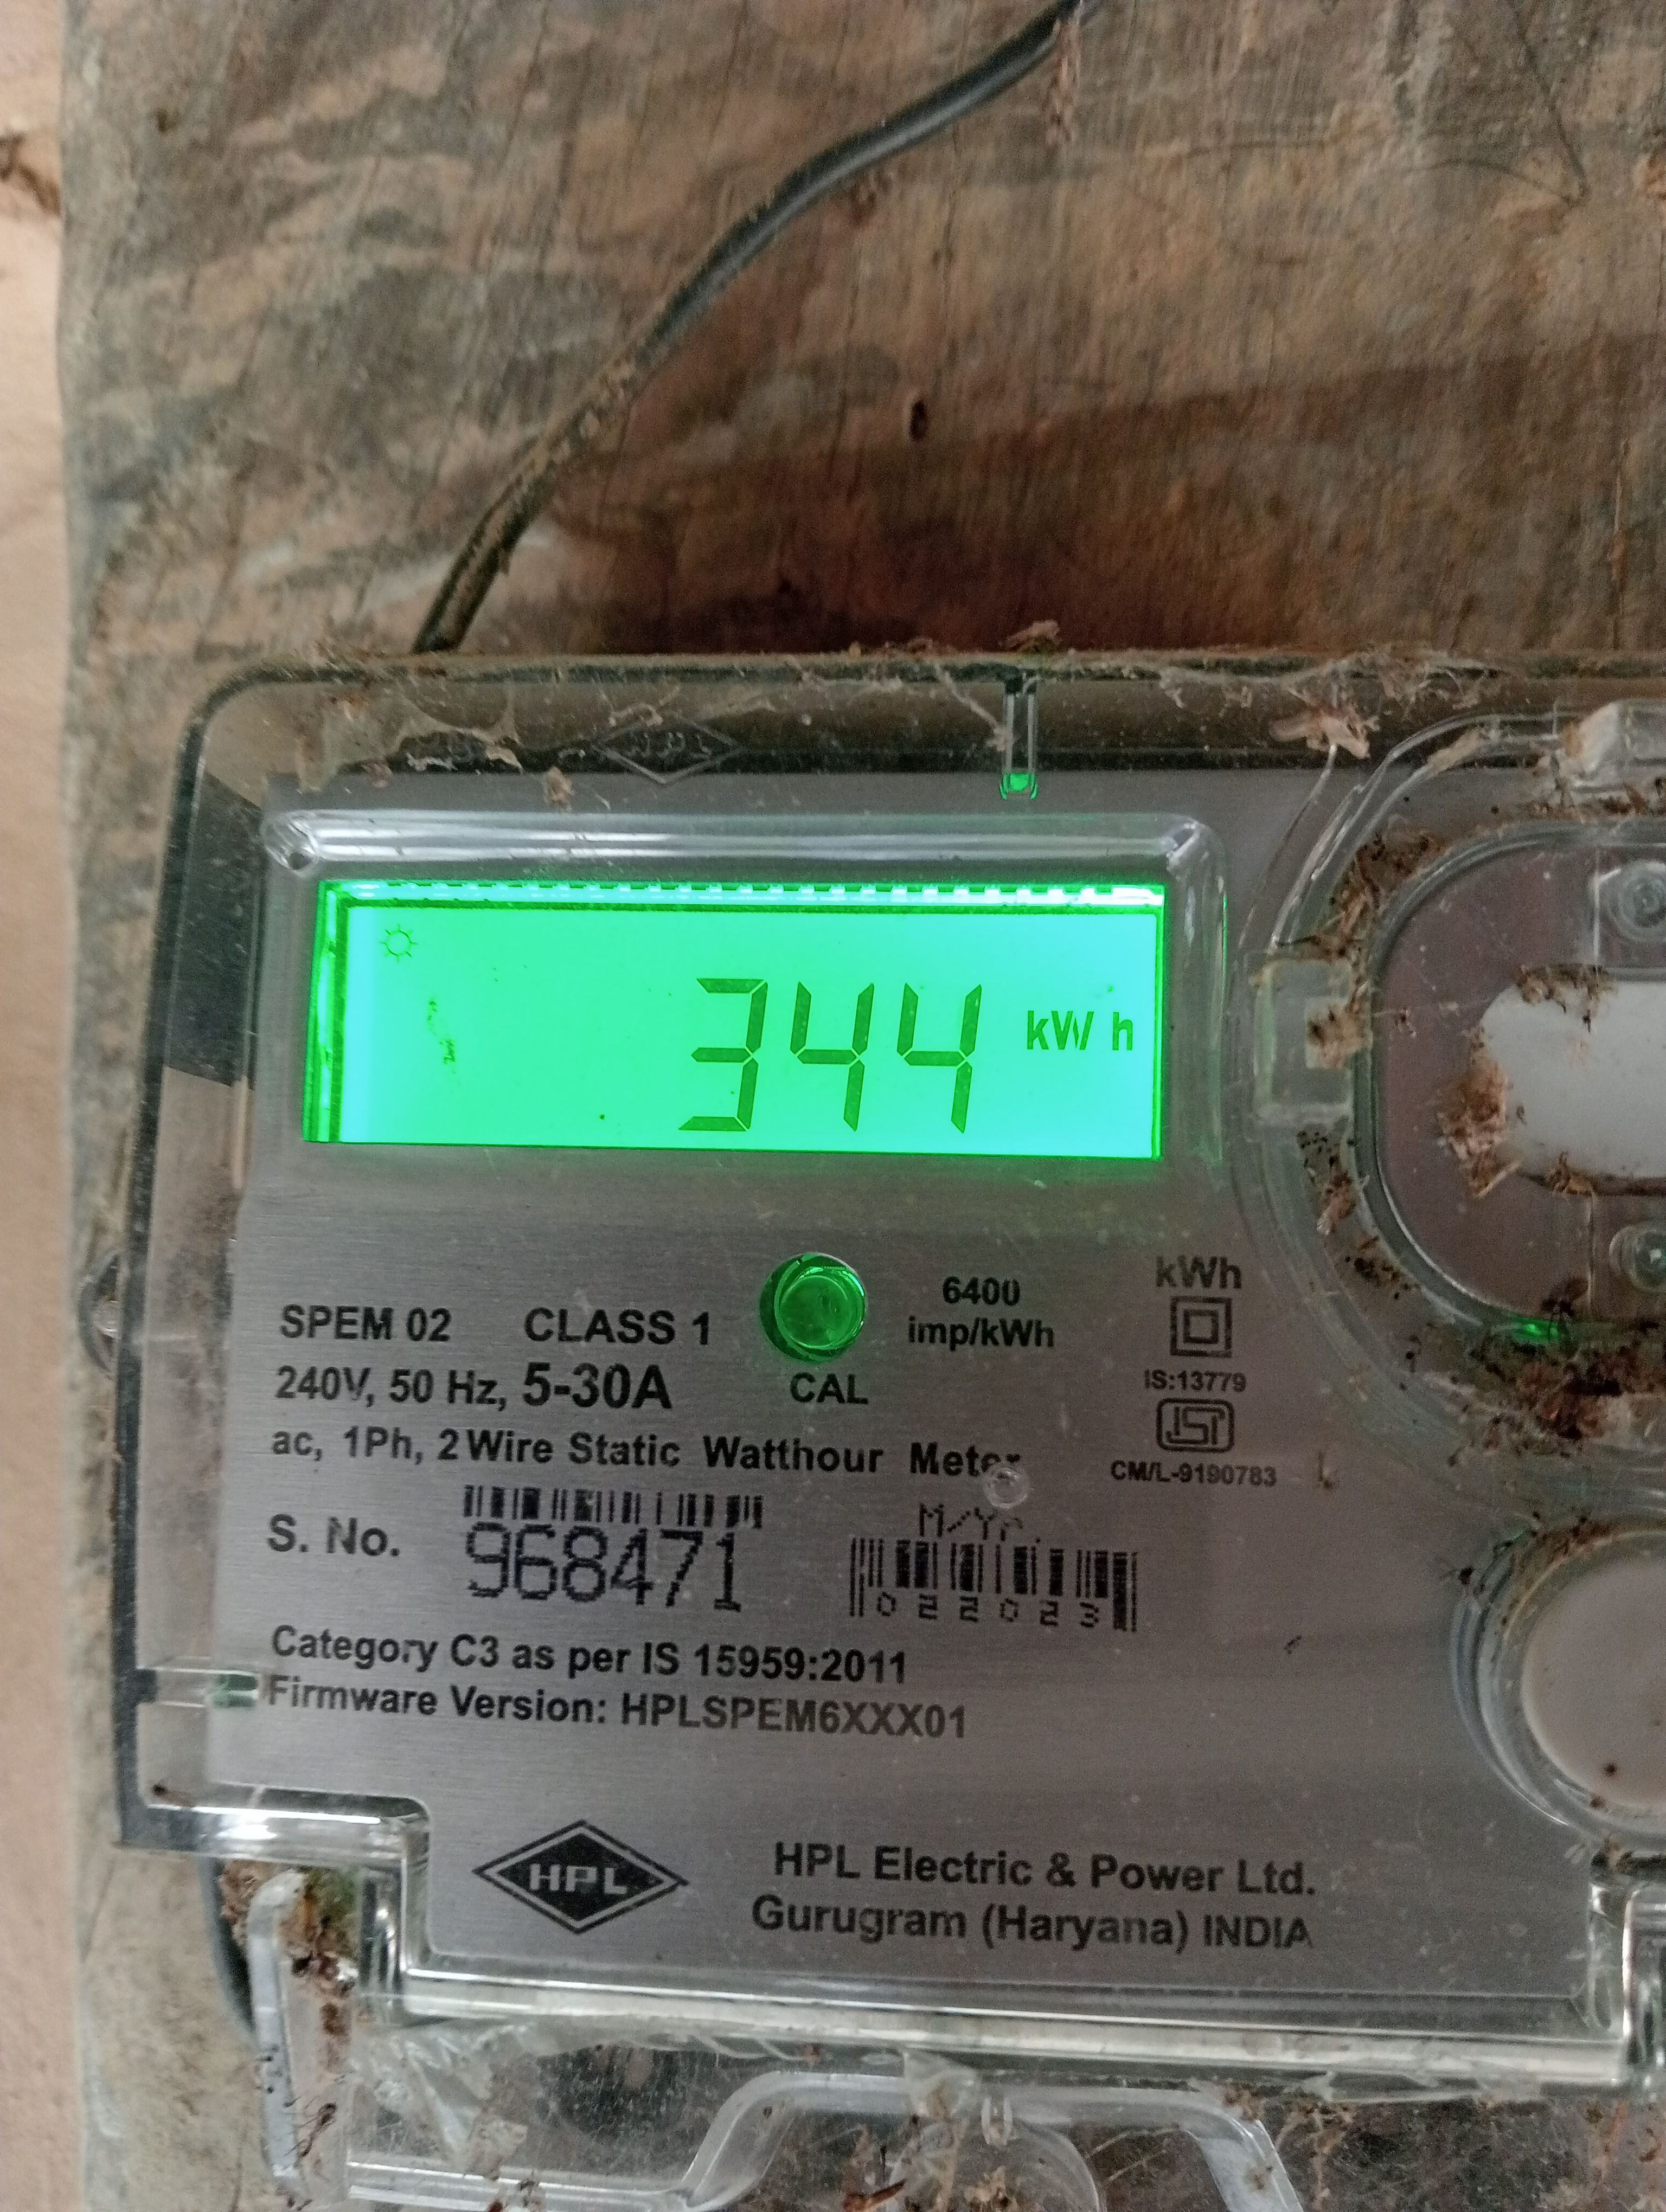 HPL
344 kWh
6400
imp/kWh
kWh
SPEM 02 CLASS 1
CAL
IS:13779
240V, 50 Hz, 5-30A
ISI
ac, 1Ph, 2 Wire Static Watthour Meter
CM/L-9190783
M/Yr.
S. No. 968471
022023
Category C3 as per IS 15959:2011
Firmware Version: HPLSPEM6XXX01
HPL
HPL Electric & Power Ltd.
Gurugram (Haryana) INDIA